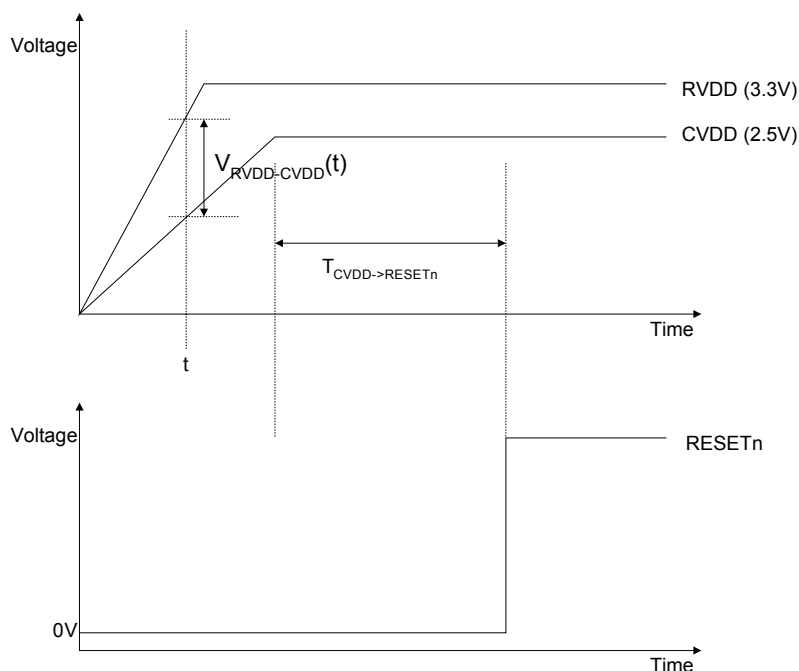 Voltage
RVDD (3.3V)
CVDD (2.5V)
VRVDD-CVDD(t)
TCVDD->RESETn
Time
t
Voltage
RESETn
0V
Time